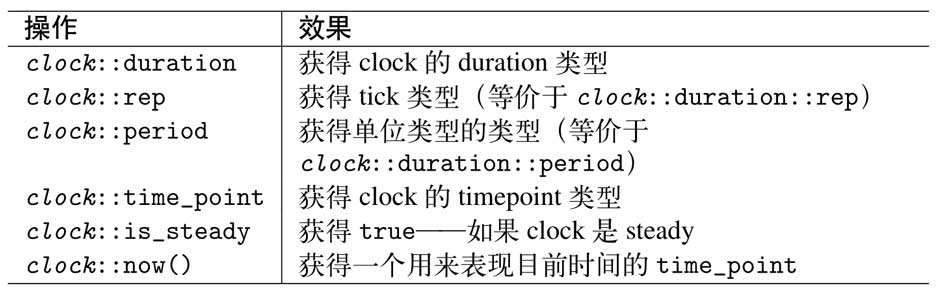 操作 效果
clock::duration 获得 clock 的 duration 类型
clock::rep 获得 tick 类型（等价于 clock::duration::rep）
clock::period 获得单位类型的类型（等价于
clock::duration::period）
clock::time_point 获得 clock 的 timepoint 类型
clock::is_steady 获得 true——如果 clock 是 steady
clock::now() 获得一个用来表现目前时间的 time_point